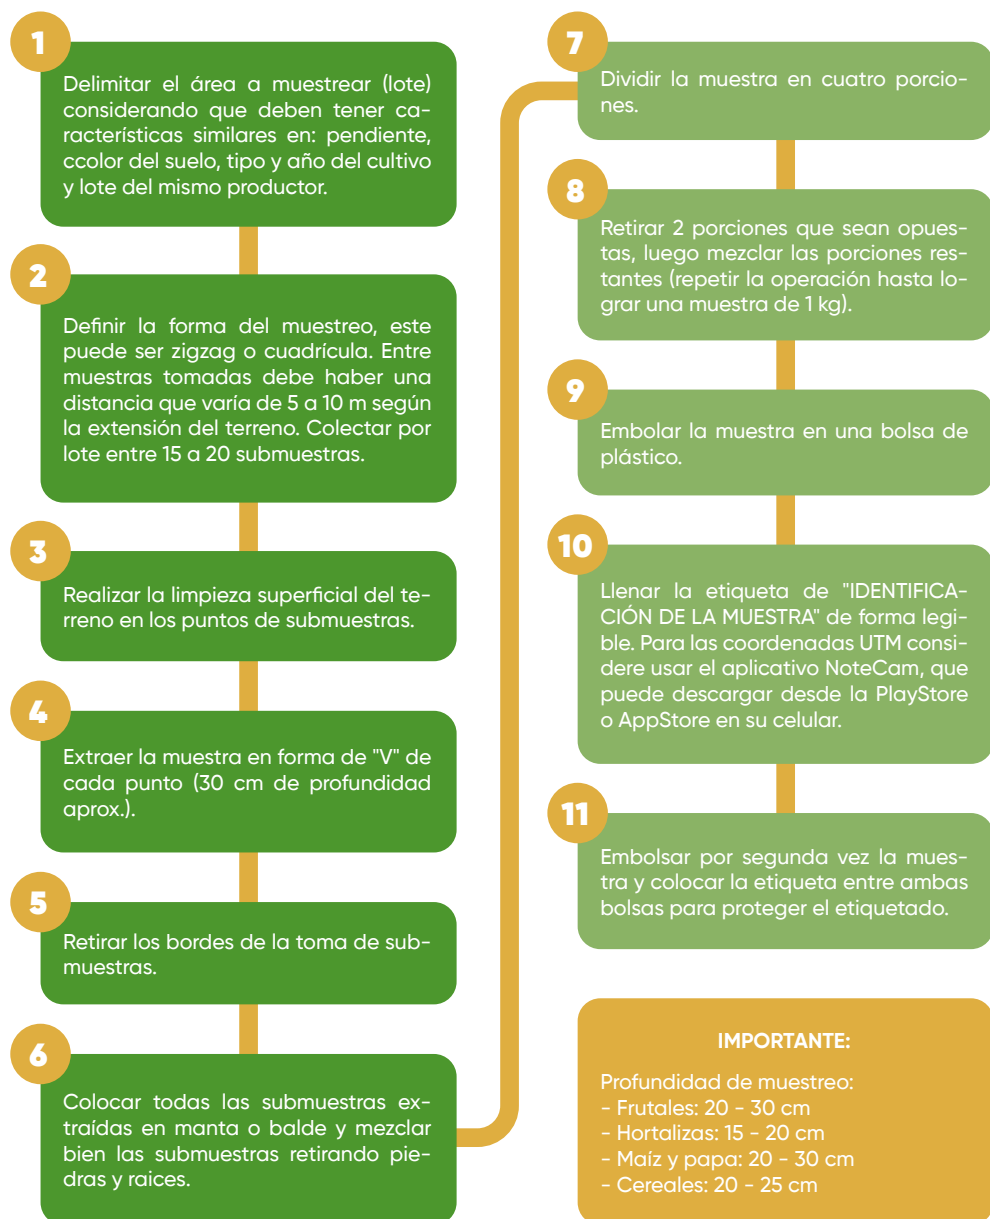 1
Delimitar el área a muestrear (lote)
considerando que deben tener ca-
racterísticas similares en: pendiente,
ccolor del suelo, tipo y año del cultivo
y lote del mismo productor.
2
Definir la forma del muestreo, este
puede ser zigzag o cuadrícula. Entre
muestras tomadas debe haber una
distancia que varía de 5 a 10 m según
la extensión del terreno. Colectar por
lote entre 15 a 20 submuestras.
3
Realizar la limpieza superficial del te-
rreno en los puntos de submuestras.
4
Extraer la muestra en forma de "V" de
cada punto (30 cm de profundidad
aprox.).
5
Retirar los bordes de la toma de sub-
muestras.
6
Colocar todas las submuestras ex-
traídas en manta o balde y mezclar
bien las submuestras retirando pie-
dras y raices.
7
Dividir la muestra en cuatro porcio-
nes.
8
Retirar 2 porciones que sean opues-
tas, luego mezclar las porciones res-
tantes (repetir la operación hasta lo-
grar una muestra de 1 kg).
9
Embolar la muestra en una bolsa de
plástico.
10
Llenar la etiqueta de "IDENTIFICA-
CIÓN DE LA MUESTRA" de forma legi-
ble. Para las coordenadas UTM consi-
dere usar el aplicativo NoteCam, que
puede descargar desde la PlayStore
o AppStore en su celular.
11
Embolsar por segunda vez la mues-
tra y colocar la etiqueta entre ambas
bolsas para proteger el etiquetado.
IMPORTANTE:
Profundidad de muestreo:
- Frutales: 20 - 30 cm
- Hortalizas: 15 - 20 cm
- Maíz y papa: 20 - 30 cm
- Cereales: 20 - 25 cm